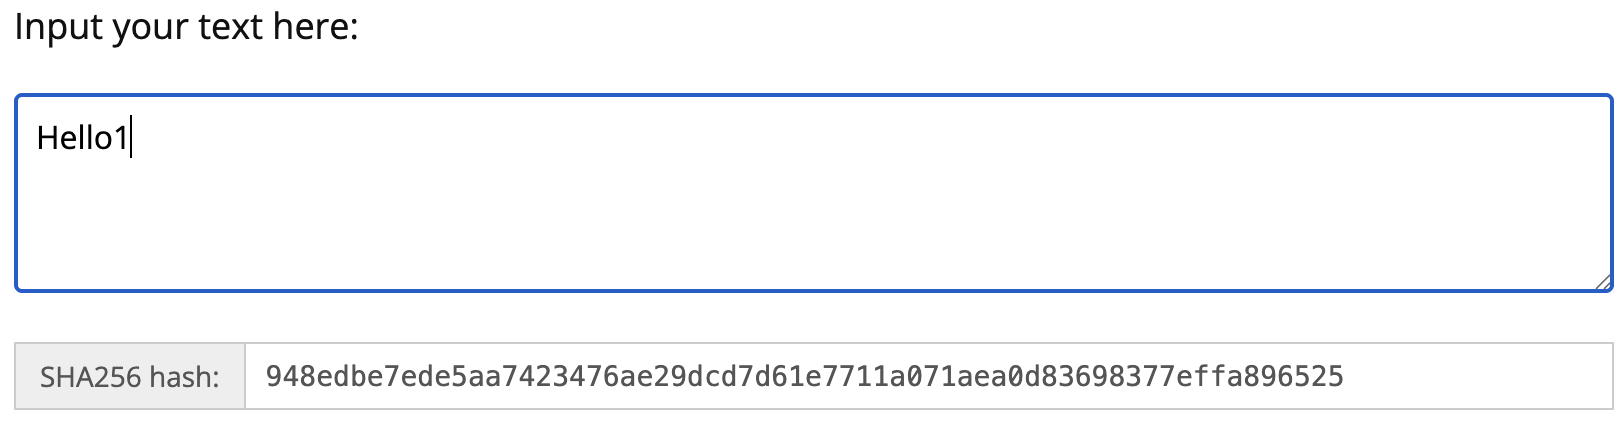 Input your text here:
Hello1
SHA256 hash: 948edbe7ede5aa7423476ae29dcd7d61e7711a071aea0d83698377effa896525